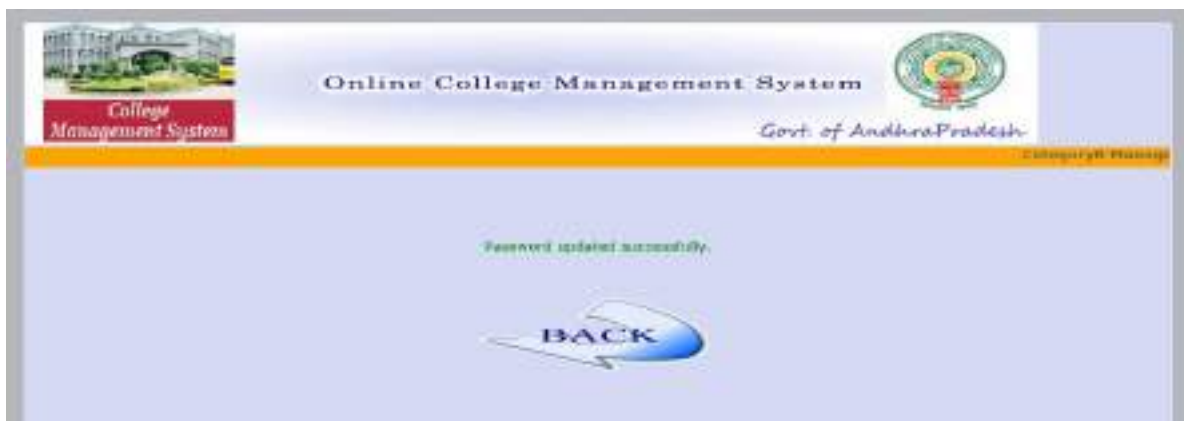 Online College Management System
College
Management System
Govt. of AndhraPradesh
Password updated successfully.
BACK